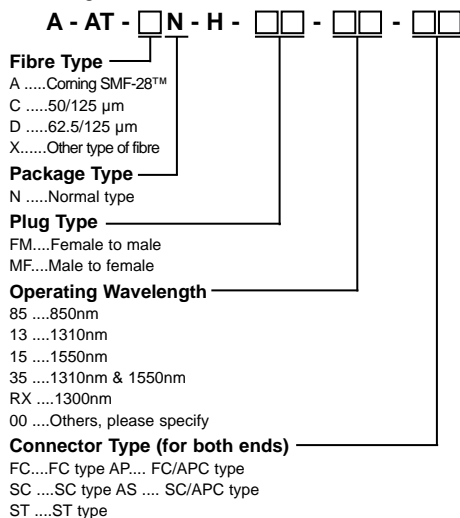 A - AT - □N - H - □□ - □□ - □□
Fibre Type
A .....Corning SMF-28™
C .....50/125 µm
D .....62.5/125 µm
X......Other type of fibre
Package Type
N .....Normal type
Plug Type
FM....Female to male
MF....Male to female
Operating Wavelength
85 ....850nm
13 ....1310nm
15 ....1550nm
35 ....1310nm & 1550nm
RX ....1300nm
00 ....Others, please specify
Connector Type (for both ends)
FC....FC type AP.... FC/APC type
SC ....SC type AS .... SC/APC type
ST ....ST type